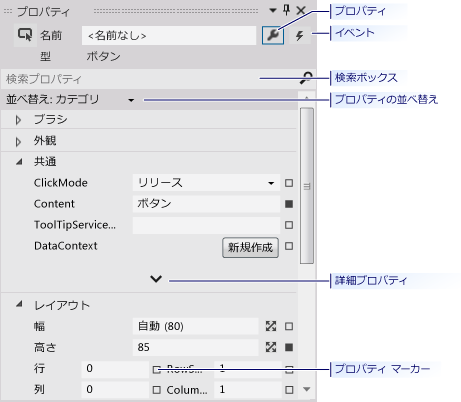 プロパティ
プロパティ
名前 <名前なし>
イベント
型 ボタン
検索プロパティ
検索ボックス
並べ替え: カテゴリ
プロパティの並べ替え
ブラシ
外観
共通
ClickMode リリース
Content ボタン
ToolTipService...
DataContext 新規作成
詳細プロパティ
レイアウト
幅 自動 (80)
高さ 85
行 0 RowS... 1
プロパティ マーカー
列 0 Colum... 1